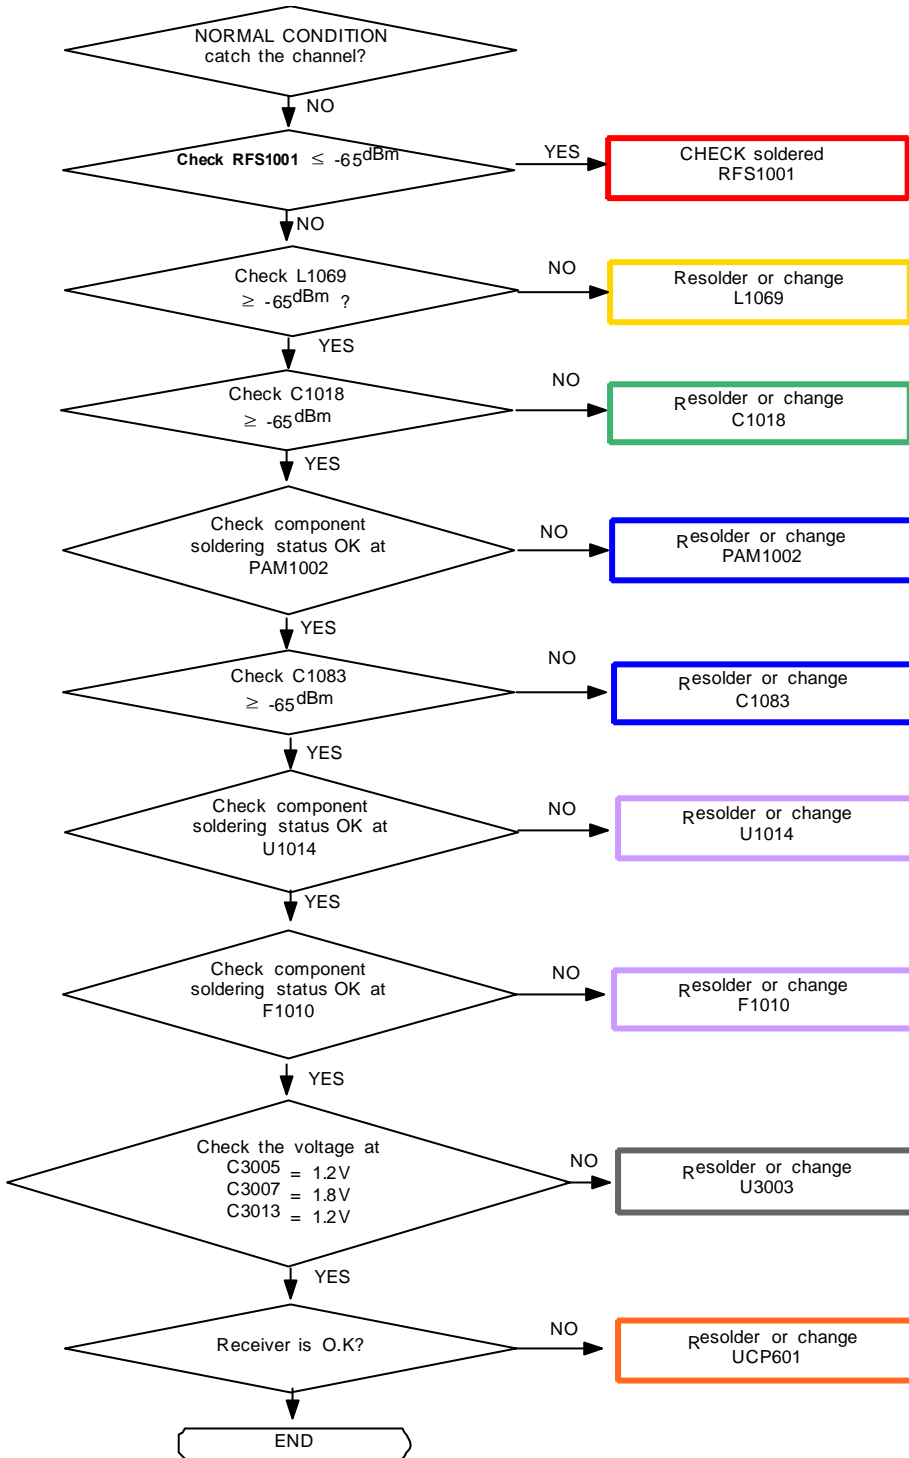 NORMAL CONDITION
catch the channel?
NO
Check RFS1001 ≤ -65dBm
YES
CHECK soldered
RFS1001
NO
Check L1069
≥ -65dBm ?
NO
Resolder or change
L1069
YES
Check C1018
≥ -65dBm
NO
Resolder or change
C1018
YES
Check component
soldering status OK at
PAM1002
NO
Resolder or change
PAM1002
YES
Check C1083
≥ -65dBm
NO
Resolder or change
C1083
YES
Check component
soldering status OK at
U1014
NO
Resolder or change
U1014
YES
Check component
soldering status OK at
F1010
NO
Resolder or change
F1010
YES
Check the voltage at
C3005 = 1.2V
C3007 = 1.8V
C3013 = 1.2V
NO
Resolder or change
U3003
YES
Receiver is O.K?
NO
Resolder or change
UCP601
END